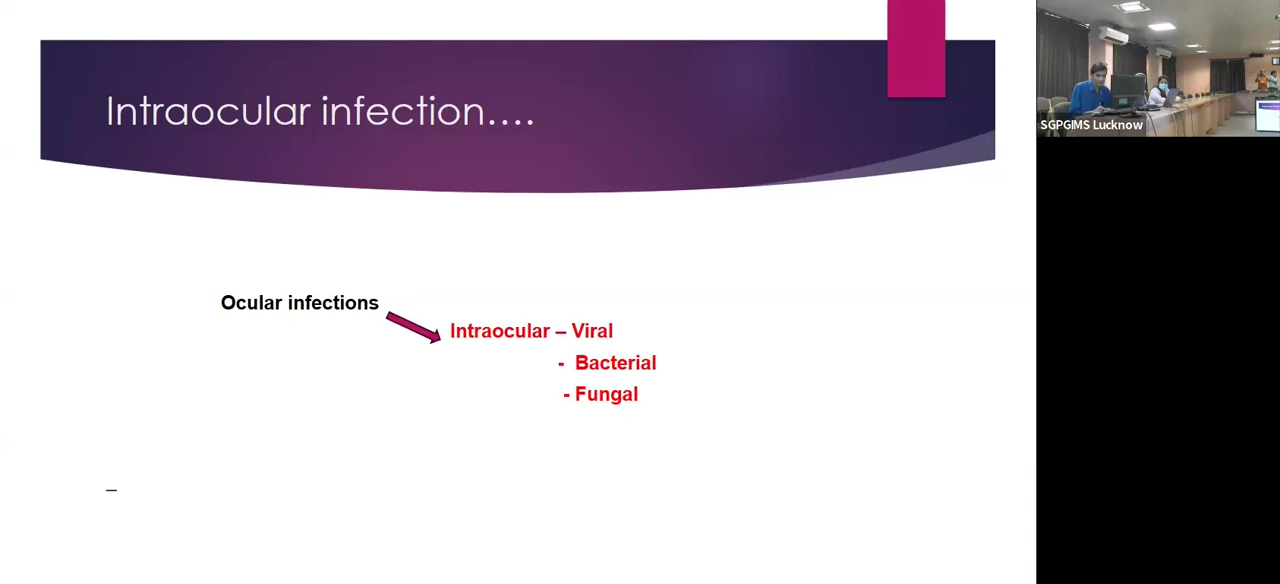 Intraocular infection….
SGPGIMS Lucknow
Ocular infections
Intraocular – Viral
- Bacterial
- Fungal
–